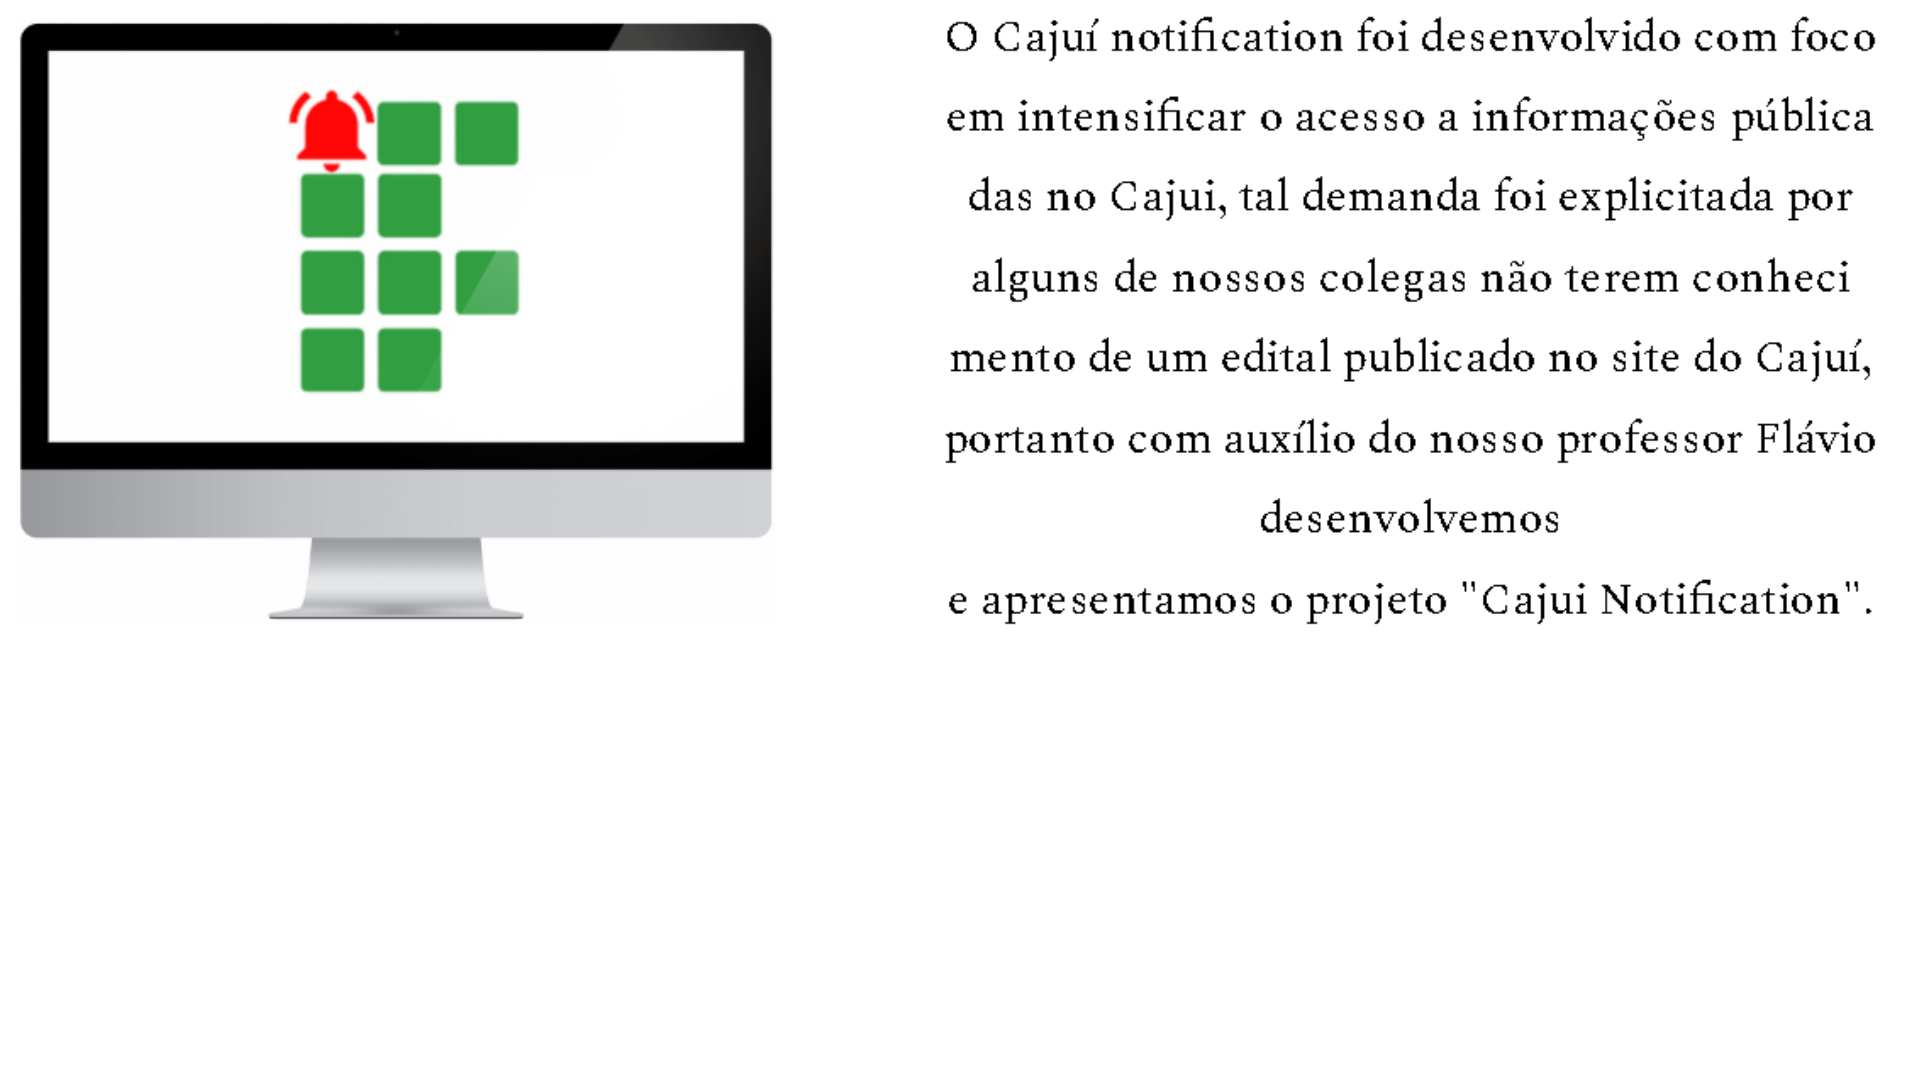 O Cajuí notification foi desenvolvido com foco
em intensificar o acesso a informações pública
das no Cajui, tal demanda foi explicitada por
alguns de nossos colegas não terem conheci
mento de um edital publicado no site do Cajuí,
portanto com auxílio do nosso professor Flávio
desenvolvemos
e apresentamos o projeto "Cajui Notification".